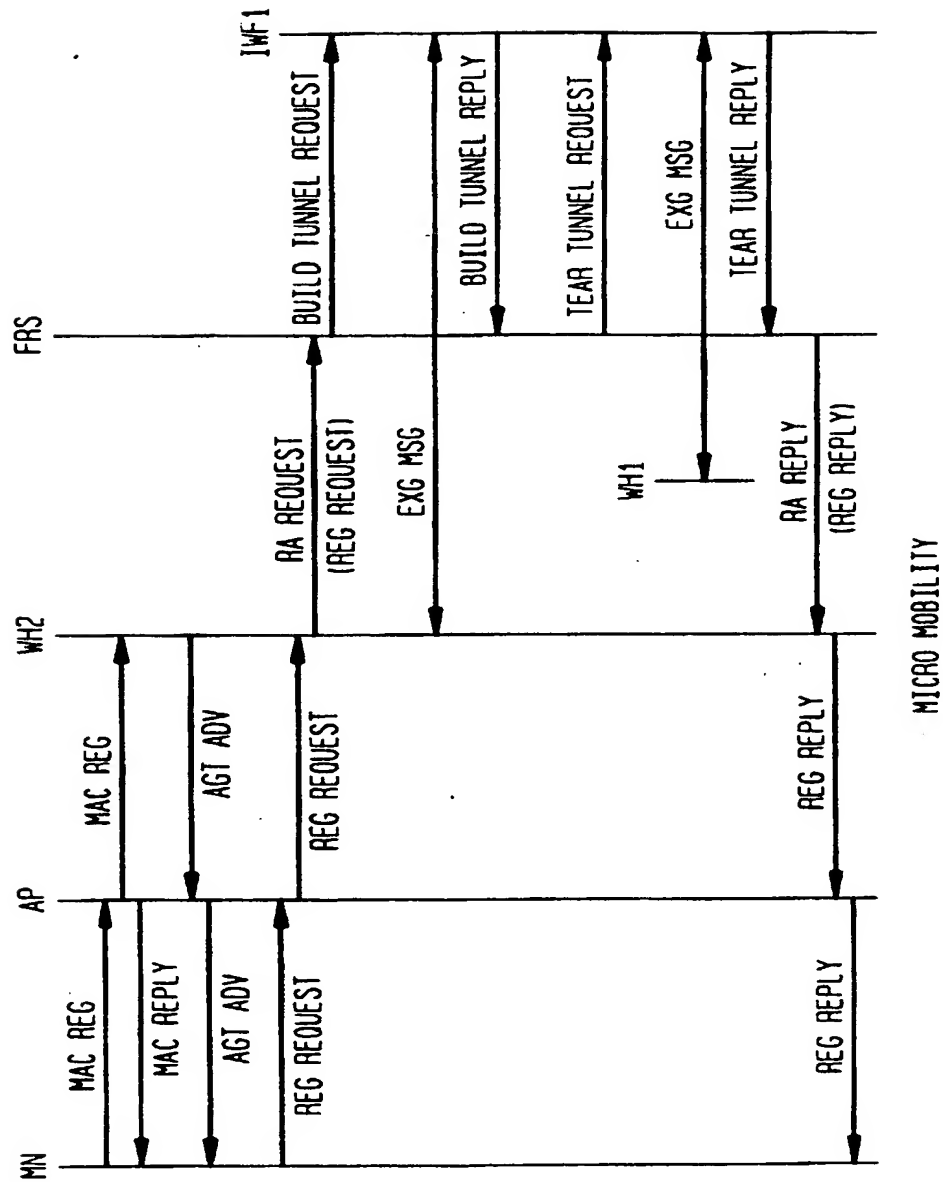 MN
AP
WH2
FRS
IWF1
MAC REG
MAC REG
MAC REPLY
AGT ADV
AGT ADV
REG REQUEST
REG REQUEST
RA REQUEST
(REG REQUEST)
BUILD TUNNEL REQUEST
EXG MSG
BUILD TUNNEL REPLY
TEAR TUNNEL REQUEST
WH1
EXG MSG
TEAR TUNNEL REPLY
RA REPLY
(REG REPLY)
REG REPLY
REG REPLY
MICRO MOBILITY